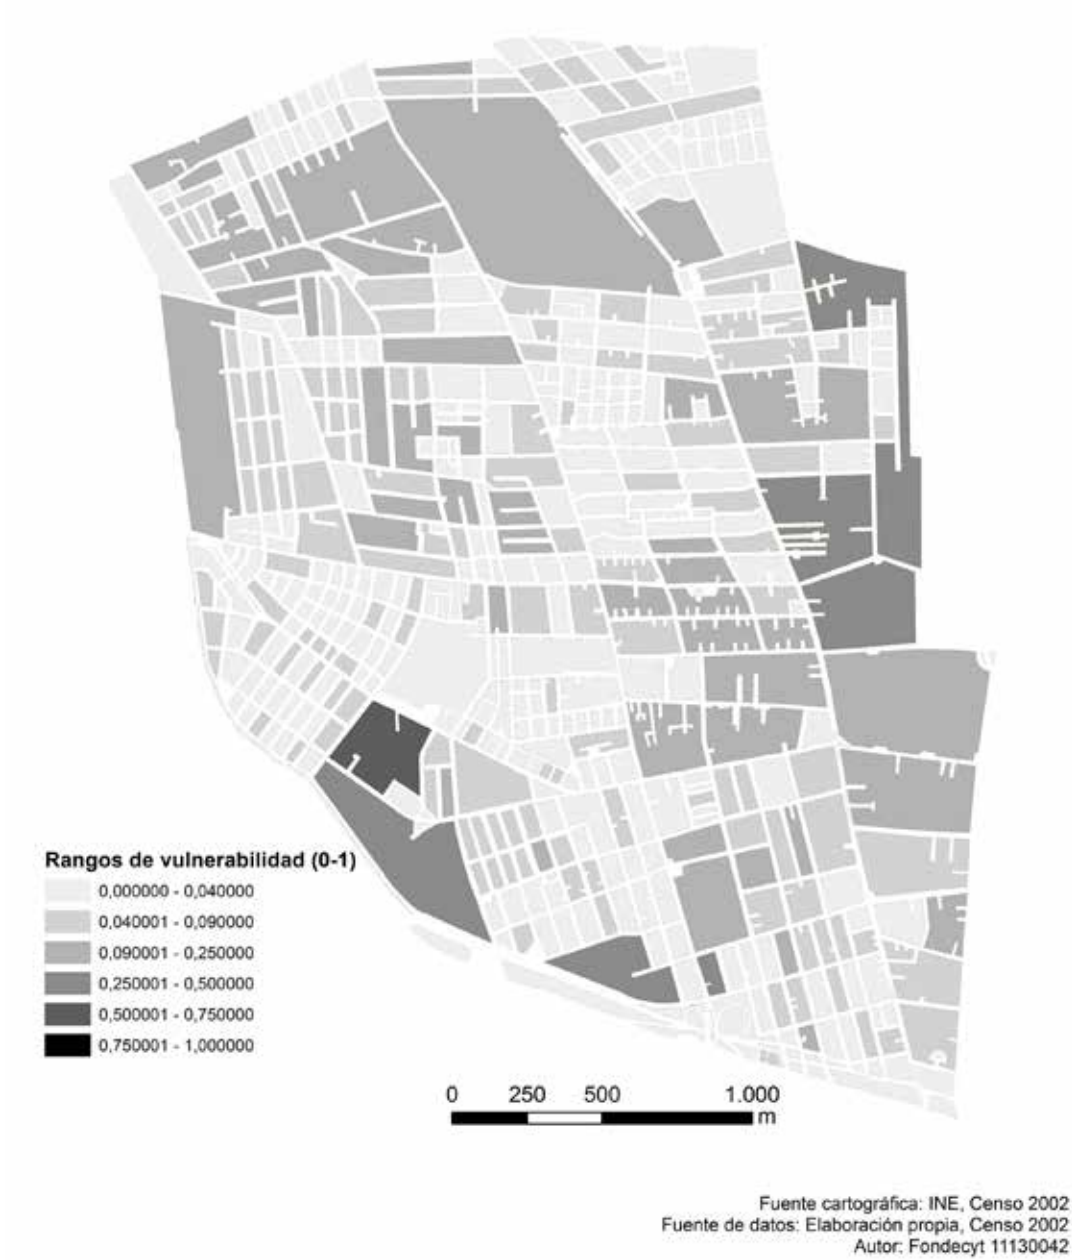 Rangos de vulnerabilidad (0-1)
0,000000 - 0,040000
0,040001 - 0,090000
0,090001 - 0,250000
0,250001 - 0,500000
0,500001 - 0,750000
0,750001 - 1,000000
0 250 500 1.000
m
Fuente cartográfica: INE, Censo 2002
Fuente de datos: Elaboración propia, Censo 2002
Autor: Fondecyt 11130042